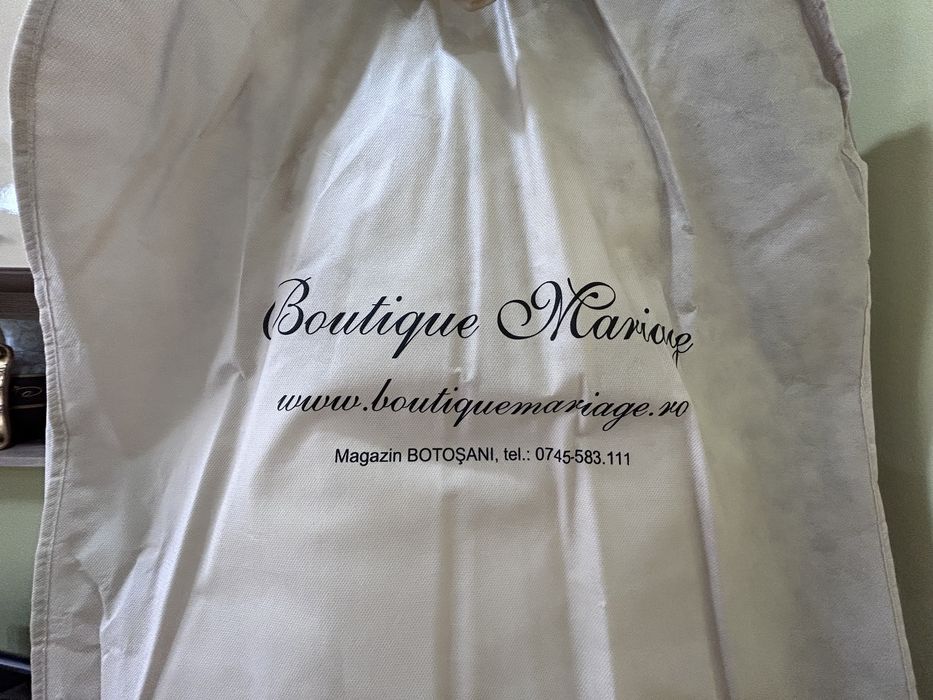 Boutique Mariage
www.boutiquemariage.ro
Magazin BOTOŞANI, tel.: 0745-583.111